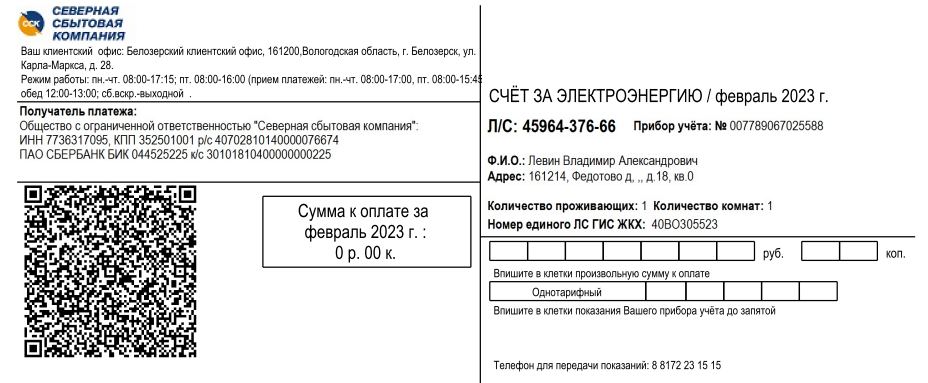 ССК
СЕВЕРНАЯ
СБЫТОВАЯ
КОМПАНИЯ
Ваш клиентский офис: Белозерский клиентский офис, 161200,Вологодская область, г. Белозерск, ул.
Карла-Маркса, д. 28.
Режим работы: пн.-чт. 08:00-17:15; пт. 08:00-16:00 (прием платежей: пн.-чт. 08:00-17:00, пт. 08:00-15:45
обед 12:00-13:00; сб.вскр.-выходной .
Получатель платежа:
Общество с ограниченной ответственностью "Северная сбытовая компания":
ИНН 7736317095, КПП 352501001 р/с 40702810140000076674
ПАО СБЕРБАНК БИК 044525225 к/с 30101810400000000225
Сумма к оплате за
февраль 2023 г. :
0 р. 00 к.
СЧЁТ ЗА ЭЛЕКТРОЭНЕРГИЮ / февраль 2023 г.
Л/С: 45964-376-66 Прибор учёта: № 007789067025588
Ф.И.О.: Левин Владимир Александрович
Адрес: 161214, Федотово д, ,, д.18, кв.0
Количество проживающих: 1 Количество комнат: 1
Номер единого ЛС ГИС ЖКХ: 40ВО305523
руб. коп.
Впишите в клетки произвольную сумму к оплате
Однотарифный
Впишите в клетки показания Вашего прибора учёта до запятой
Телефон для передачи показаний: 8 8172 23 15 15